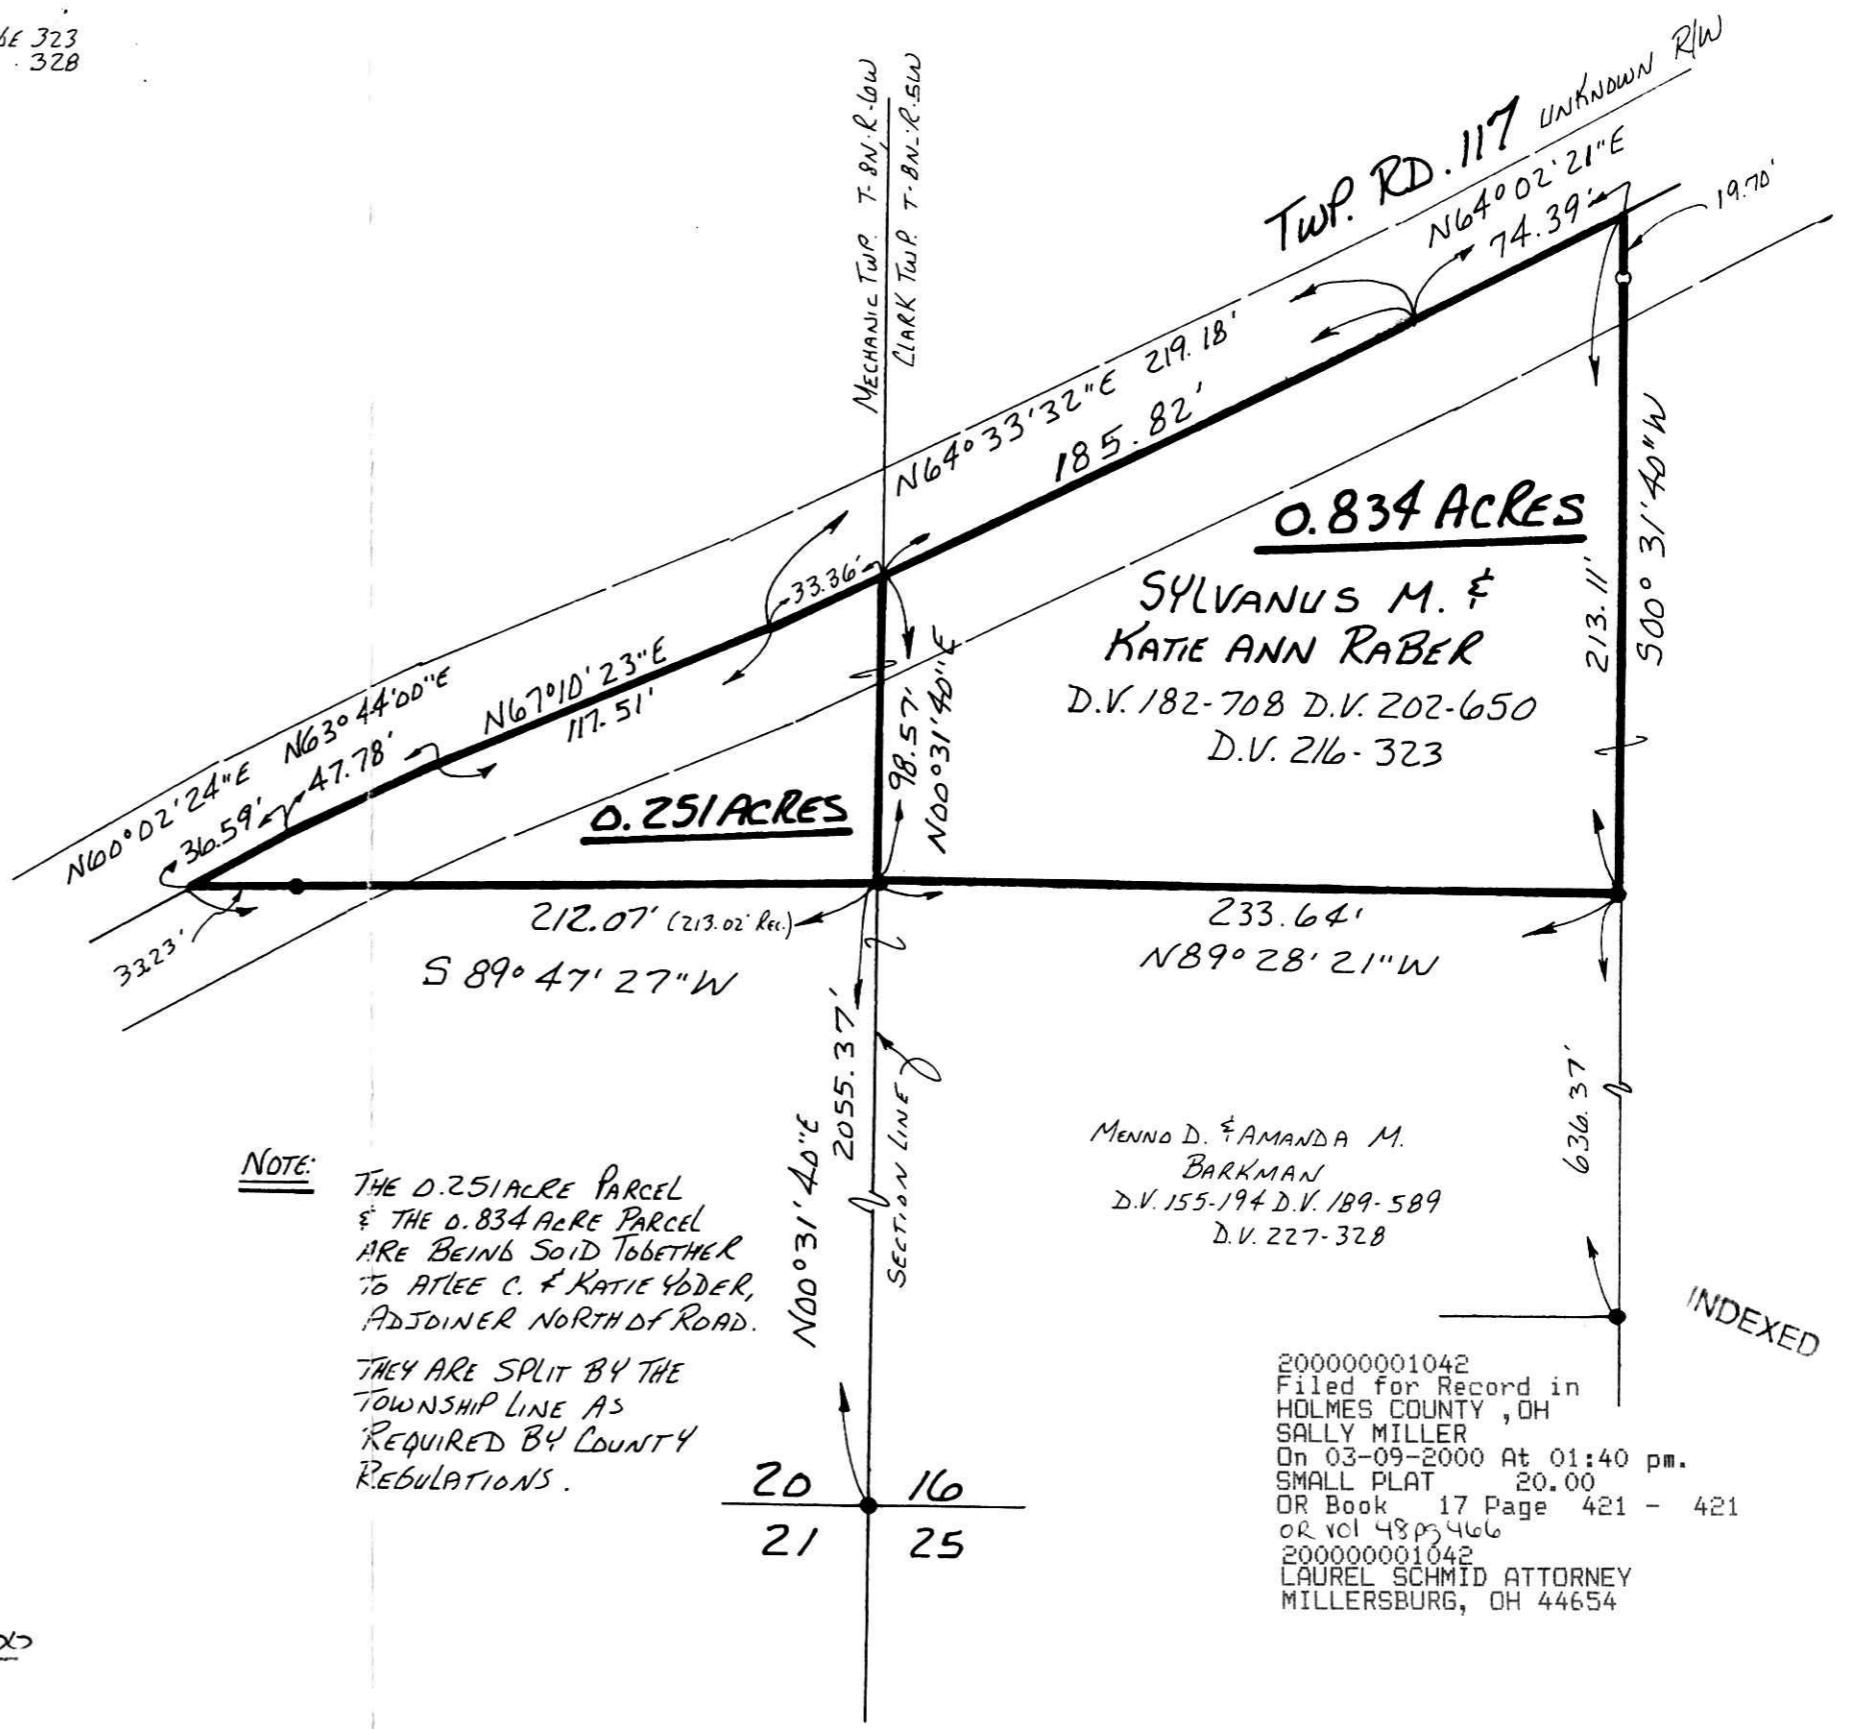 323
328
MECHANIC TWP. T-8N, R-6W
CLARK TWP. T-8N-R-5W
TWP. RD. 117 UNKNOWN R/W
N64°02'21"E
74.39'
19.70'
N64°33'32"E 219.18'
185.82'
33.36'
0.834 ACRES
SYLVANUS M. &
KATIE ANN RABER
D.V. 182-708 D.V. 202-650
D.V. 216-323
213.11'
S00°31'40"W
N67°10'23"E
117.51'
N63°44'00"E
47.78'
N60°02'24"E
36.59'
98.57'
N00°31'40"E
0.251 ACRES
33.23'
212.07' (213.02' REC.)
S 89°47'27"W
233.64'
N89°28'21"W
2055.37'
N00°31'40"E
SECTION LINE
636.37'
MENNO D. & AMANDA M.
BARKMAN
D.V. 155-194 D.V. 189-589
D.V. 227-328
NOTE:
THE 0.251 ACRE PARCEL
& THE 0.834 ACRE PARCEL
ARE BEING SOLD TOGETHER
TO ATLEE C. & KATIE YODER,
ADJOINER NORTH OF ROAD.
THEY ARE SPLIT BY THE
TOWNSHIP LINE AS
REQUIRED BY COUNTY
REGULATIONS.
20 16
21 25
INDEXED
200000001042
Filed for Record in
HOLMES COUNTY ,OH
SALLY MILLER
On 03-09-2000 At 01:40 pm.
SMALL PLAT 20.00
OR Book 17 Page 421 - 421
OR vol 48 pg 466
200000001042
LAUREL SCHMID ATTORNEY
MILLERSBURG, OH 44654